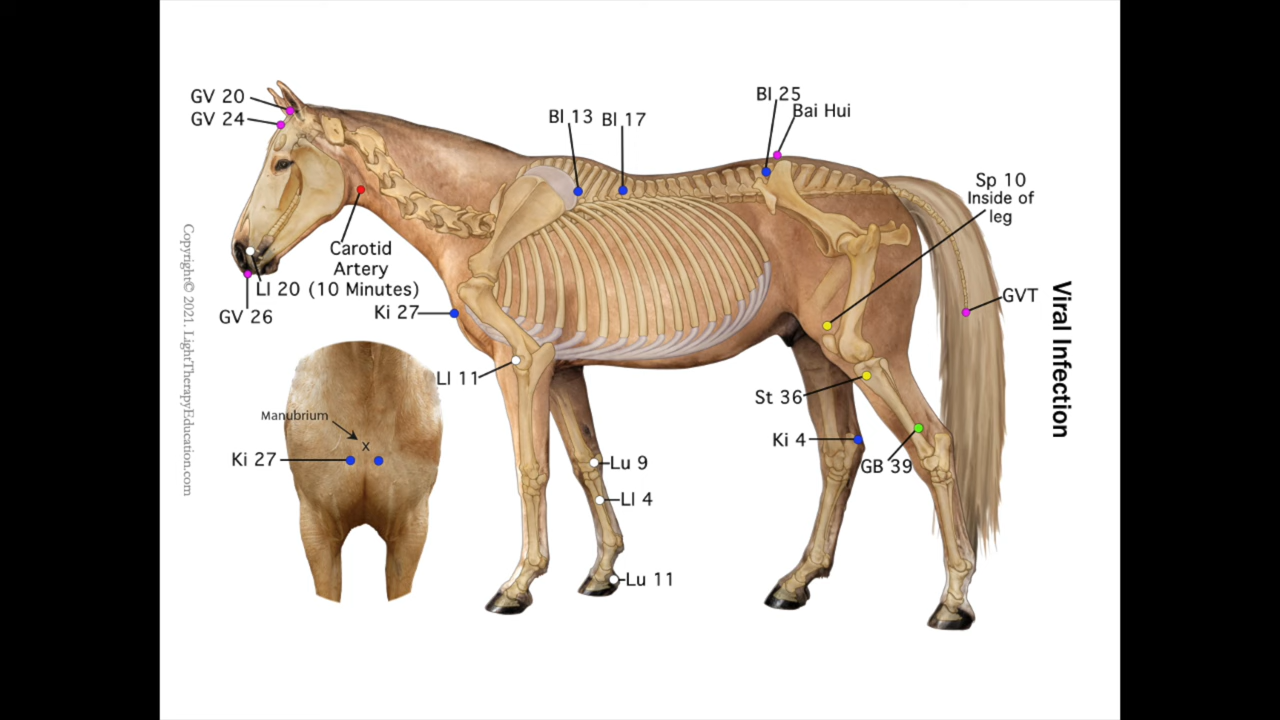 GV 20
GV 24
Bl 13
Bl 17
Bl 25
Bai Hui
Sp 10
Inside of
leg
Carotid
Artery
(10 Minutes)
LI 20
GV 26
Ki 27
GVT
LI 11
St 36
Ki 4
GB 39
Manubrium
x
Ki 27
Lu 9
LI 4
Lu 11
Viral Infection
Copyright© 2021. LightTherapyEducation.com